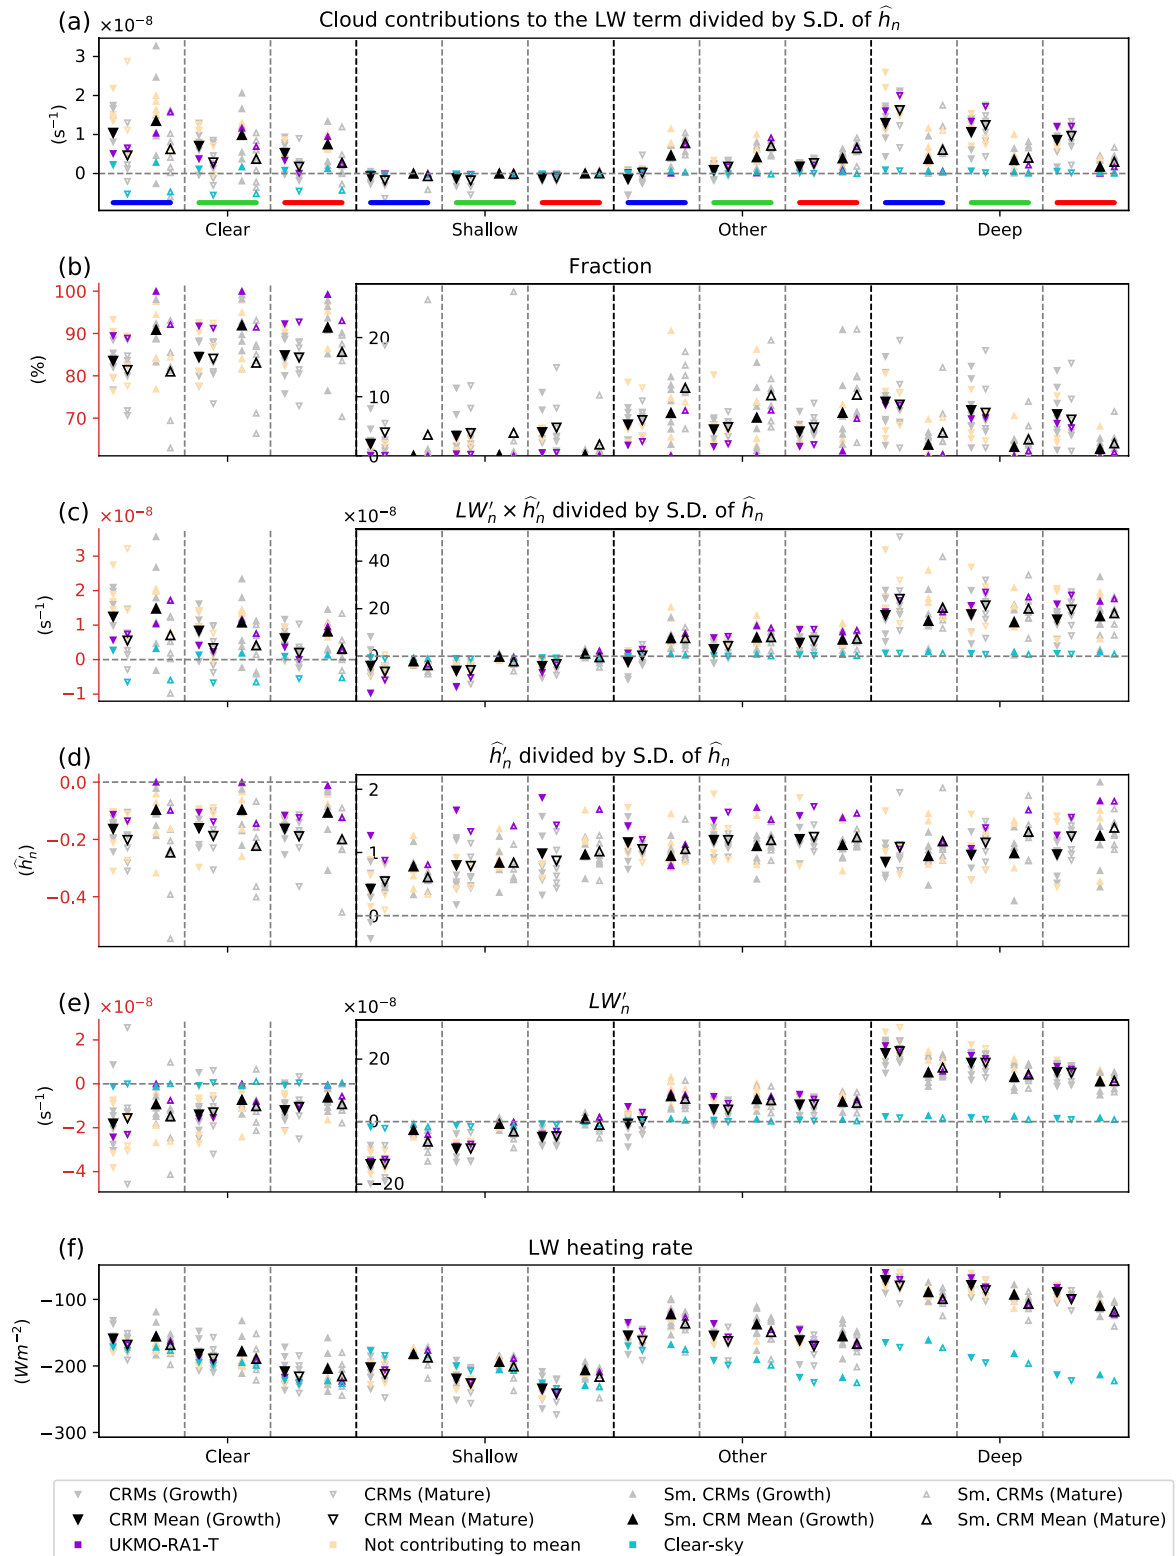 (a) ×10⁻⁸ Cloud contributions to the LW term divided by S.D. of ĥₙ
3
2
1
0
(s⁻¹)
Clear Shallow Other Deep
(b) Fraction
100
90
80
70
(%)
20
10
0
(c) ×10⁻⁸ ×10⁻⁸ LW′ₙ × ĥ′ₙ divided by S.D. of ĥₙ
3
2
1
0
−1
(s⁻¹)
40
20
0
(d) ĥ′ₙ divided by S.D. of ĥₙ
0.0
−0.2
−0.4
(ĥ′ₙ)
2
1
0
(e) ×10⁻⁸ ×10⁻⁸ LW′ₙ
2
0
−2
−4
(s⁻¹)
20
0
−20
(f) LW heating rate
−100
−200
−300
(Wm⁻²)
Clear Shallow Other Deep
CRMs (Growth) CRMs (Mature) Sm. CRMs (Growth) Sm. CRMs (Mature)
CRM Mean (Growth) CRM Mean (Mature) Sm. CRM Mean (Growth) Sm. CRM Mean (Mature)
UKMO-RA1-T Not contributing to mean Clear-sky